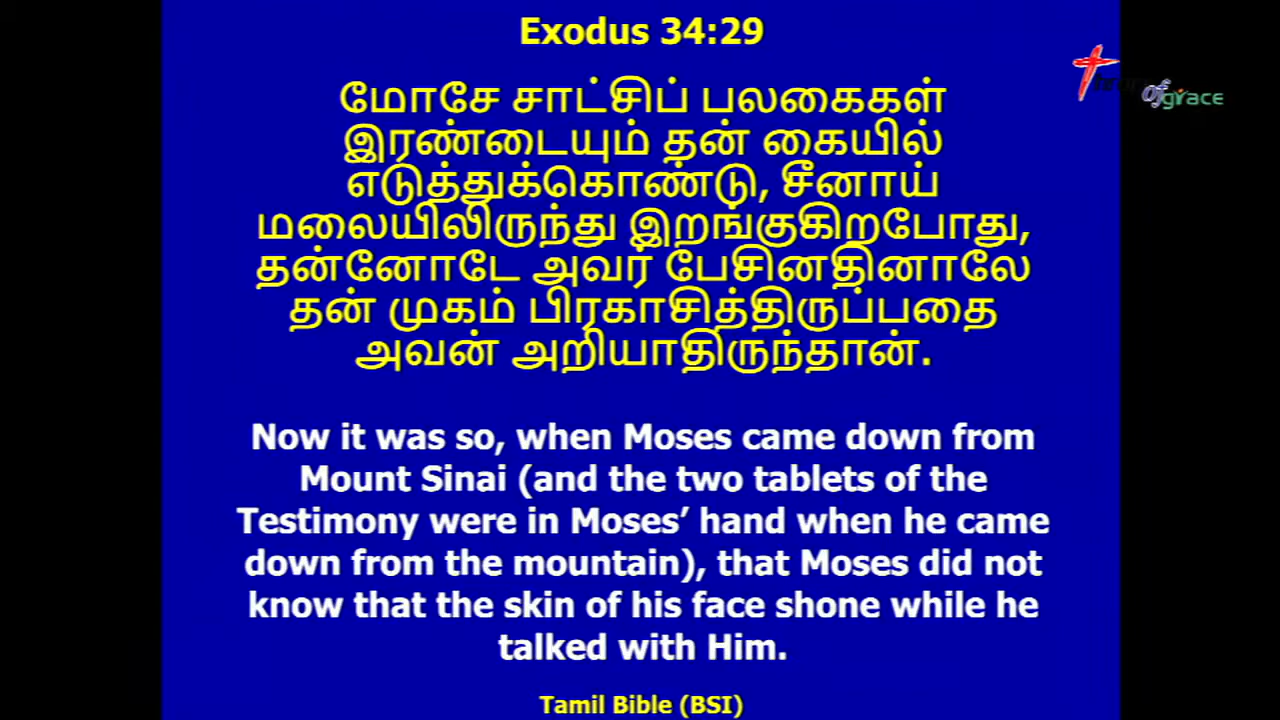 Exodus 34:29
மோசே சாட்சிப் பலகைகள்
இரண்டையும் தன் கையில்
எடுத்துக்கொண்டு, சீனாய்
மலையிலிருந்து இறங்குகிறபோது,
தன்னோடே அவர் பேசினதினாலே
தன் முகம் பிரகாசித்திருப்பதை
அவன் அறியாதிருந்தான்.
Now it was so, when Moses came down from
Mount Sinai (and the two tablets of the
Testimony were in Moses’ hand when he came
down from the mountain), that Moses did not
know that the skin of his face shone while he
talked with Him.
Tamil Bible (BSI)
of grace